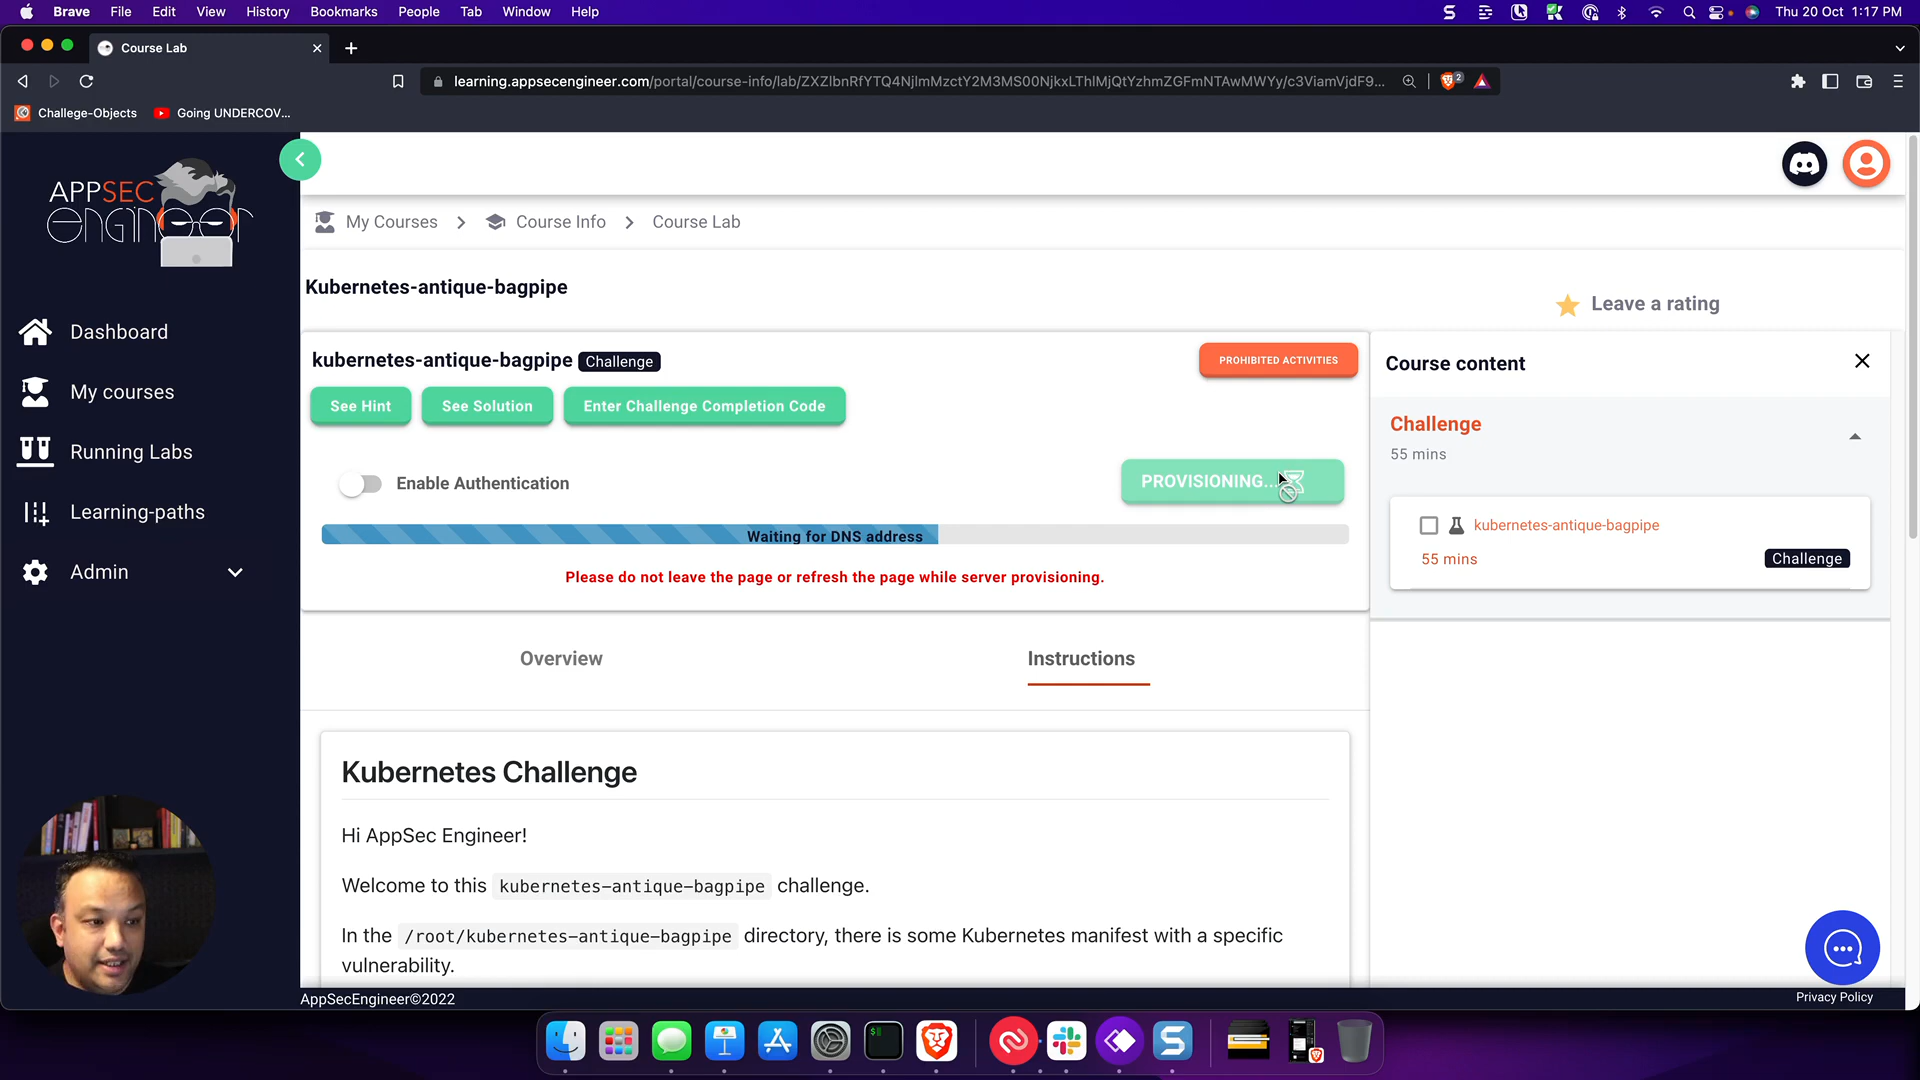 Brave File Edit View History Bookmarks People Tab Window Help
Thu 20 Oct 1:17 PM
Course Lab
learning.appsecengineer.com/portal/course-info/lab/ZXZlbnRfYTQ4NjlmMzctY2M3MS00NjkxLThlMjQtYzhmZGFmNTAwMWYy/c3ViamVjdF9...
2
Challege-Objects
Going UNDERCOV...
APPSEC
engineer
My Courses
Course Info
Course Lab
Kubernetes-antique-bagpipe
Leave a rating
kubernetes-antique-bagpipe Challenge
PROHIBITED ACTIVITIES
See Hint
See Solution
Enter Challenge Completion Code
Enable Authentication
PROVISIONING...
Waiting for DNS address
Please do not leave the page or refresh the page while server provisioning.
Course content
Challenge
55 mins
kubernetes-antique-bagpipe
55 mins
Challenge
Dashboard
My courses
Running Labs
Learning-paths
Admin
Overview
Instructions
Kubernetes Challenge
Hi AppSec Engineer!
Welcome to this kubernetes-antique-bagpipe challenge.
In the /root/kubernetes-antique-bagpipe directory, there is some Kubernetes manifest with a specific
vulnerability.
AppSecEngineer©2022
Privacy Policy